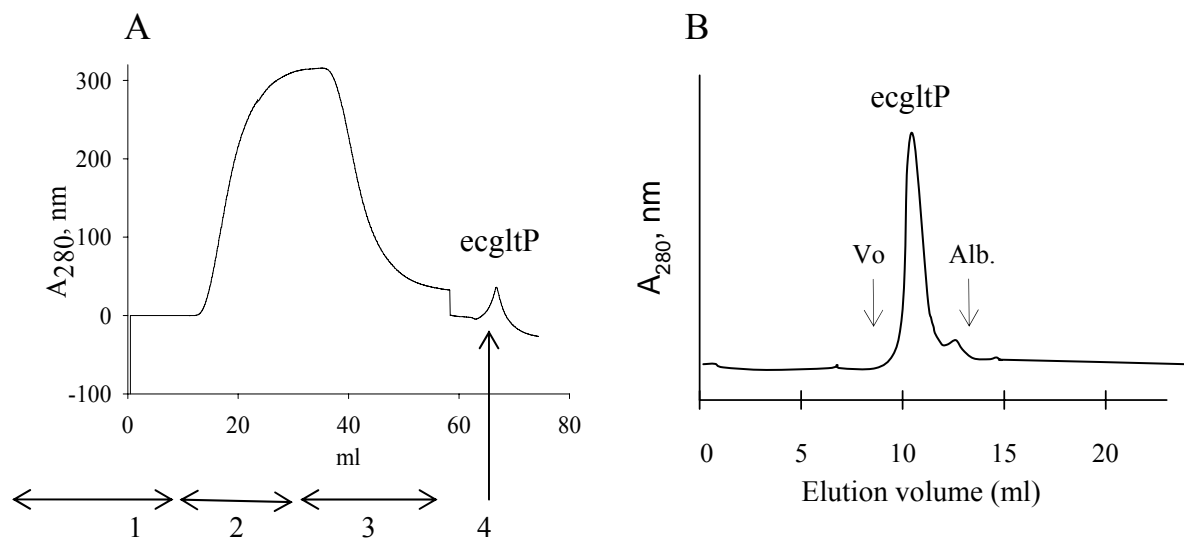 A
300
200
100
0
-100
A280, nm
ecgltP
0 20 40 60 80
ml
1 2 3 4
B
ecgltP
Vo
Alb.
A280, nm
0 5 10 15 20
Elution volume (ml)